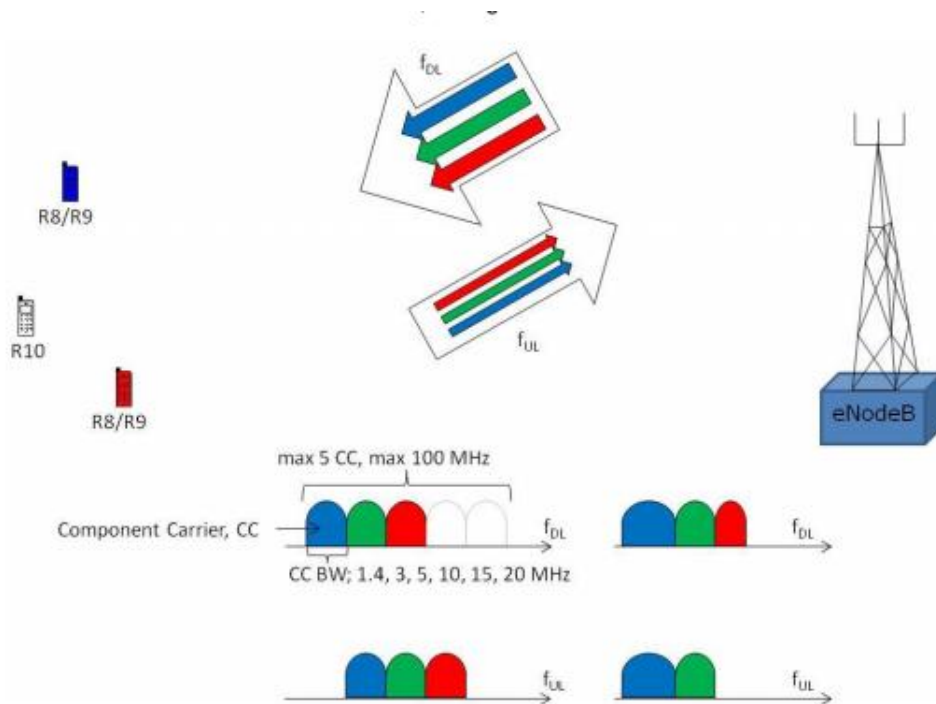 f_DL
R8/R9
R10
f_UL
R8/R9
eNodeB
max 5 CC, max 100 MHz
Component Carrier, CC
f_DL
f_DL
CC BW; 1.4, 3, 5, 10, 15, 20 MHz
f_UL
f_UL